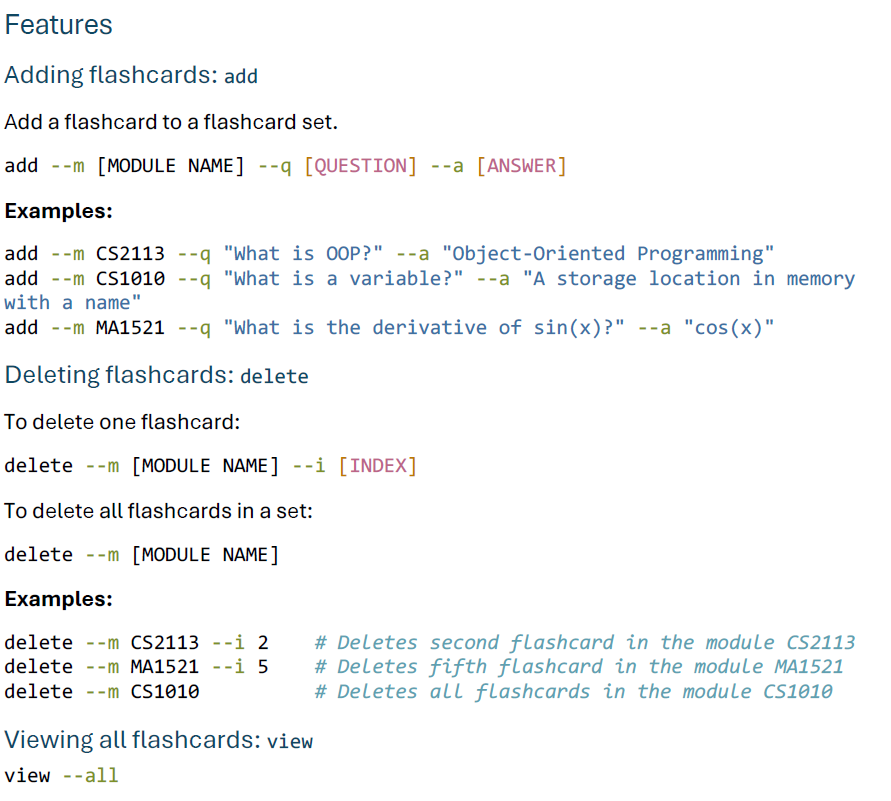 Features
Adding flashcards: add
Add a flashcard to a flashcard set.
add --m [MODULE NAME] --q [QUESTION] --a [ANSWER]
Examples:
add --m CS2113 --q "What is OOP?" --a "Object-Oriented Programming"
add --m CS1010 --q "What is a variable?" --a "A storage location in memory
with a name"
add --m MA1521 --q "What is the derivative of sin(x)?" --a "cos(x)"
Deleting flashcards: delete
To delete one flashcard:
delete --m [MODULE NAME] --i [INDEX]
To delete all flashcards in a set:
delete --m [MODULE NAME]
Examples:
delete --m CS2113 --i 2    # Deletes second flashcard in the module CS2113
delete --m MA1521 --i 5    # Deletes fifth flashcard in the module MA1521
delete --m CS1010          # Deletes all flashcards in the module CS1010
Viewing all flashcards: view
view --all